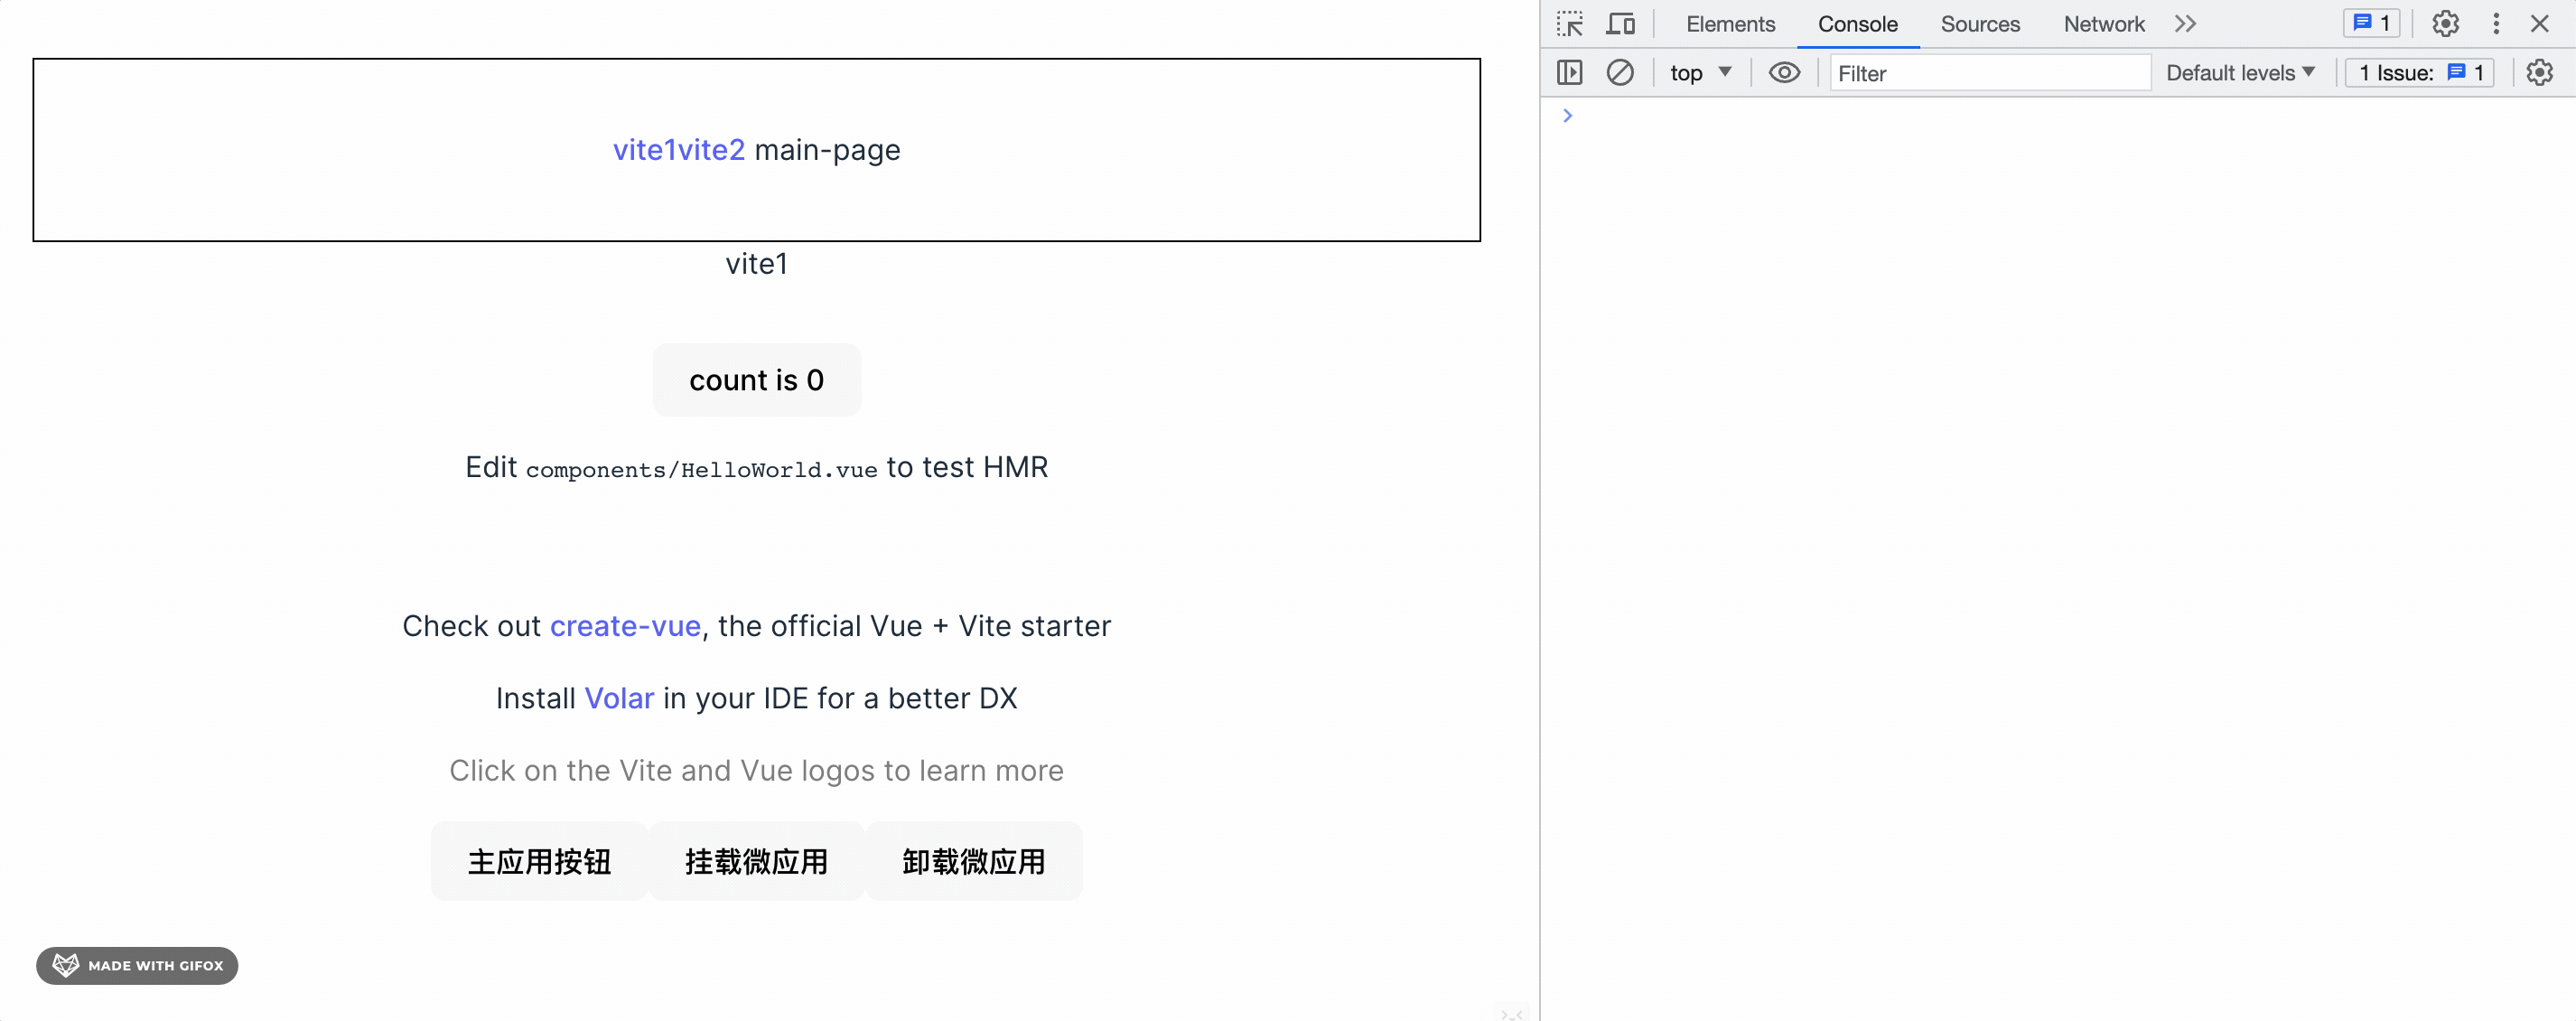 vite1vite2 main-page
vite1
count is 0
Edit components/HelloWorld.vue to test HMR
Check out create-vue, the official Vue + Vite starter
Install Volar in your IDE for a better DX
Click on the Vite and Vue logos to learn more
主应用按钮 挂载微应用 卸载微应用
MADE WITH GIFOX
Elements Console Sources Network 1
top Filter Default levels 1 Issue: 1